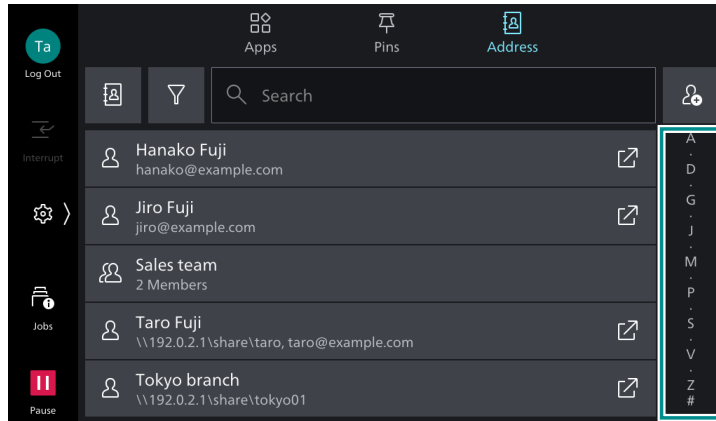 Ta
Log Out
Interrupt
Jobs
Pause
Apps
Pins
Address
Search
Hanako Fuji
hanako@example.com
Jiro Fuji
jiro@example.com
Sales team
2 Members
Taro Fuji
\\192.0.2.1\share\taro, taro@example.com
Tokyo branch
\\192.0.2.1\share\tokyo01
A
.
D
.
G
.
J
.
M
.
P
.
S
.
V
.
Z
#